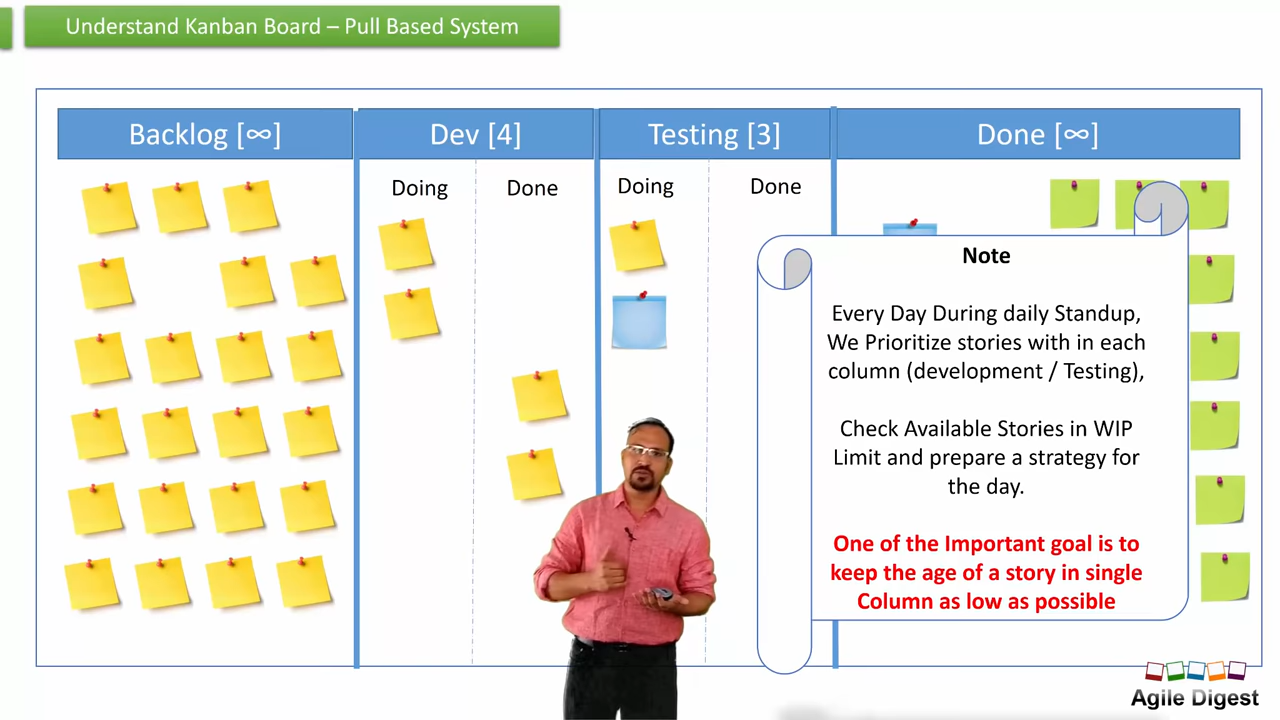 Understand Kanban Board – Pull Based System
Backlog [∞]
Dev [4]
Testing [3]
Done [∞]
Doing
Done
Doing
Done
Note
Every Day During daily Standup,
We Prioritize stories with in each
column (development / Testing),
Check Available Stories in WIP
Limit and prepare a strategy for
the day.
One of the Important goal is to
keep the age of a story in single
Column as low as possible
Agile Digest